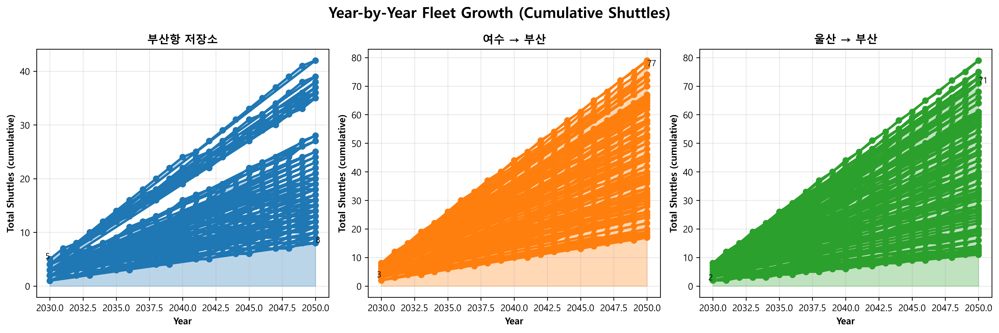 Year-by-Year Fleet Growth (Cumulative Shuttles)
부산항 저장소
Total Shuttles (cumulative)
40
30
20
10
0
5
8
2030.0 2032.5 2035.0 2037.5 2040.0 2042.5 2045.0 2047.5 2050.0
Year
여수 → 부산
Total Shuttles (cumulative)
80
70
60
50
40
30
20
10
0
3
77
2030.0 2032.5 2035.0 2037.5 2040.0 2042.5 2045.0 2047.5 2050.0
Year
울산 → 부산
Total Shuttles (cumulative)
80
70
60
50
40
30
20
10
0
2
71
2030.0 2032.5 2035.0 2037.5 2040.0 2042.5 2045.0 2047.5 2050.0
Year